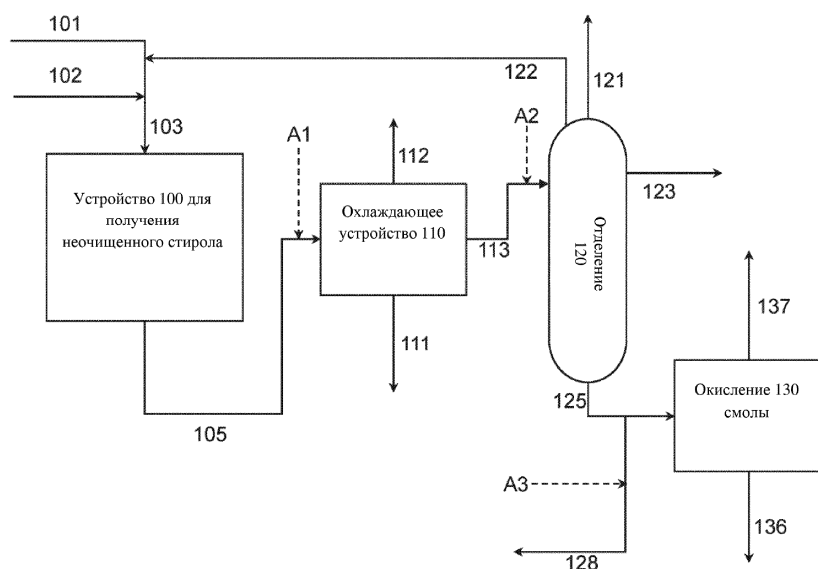 101
102
122
121
103
A1
A2
112
123
Устройство 100 для
получения
неочищенного стирола
Охлаждающее
устройство 110
113
Отделение
120
111
137
125
Окисление 130
смолы
105
A3
136
128